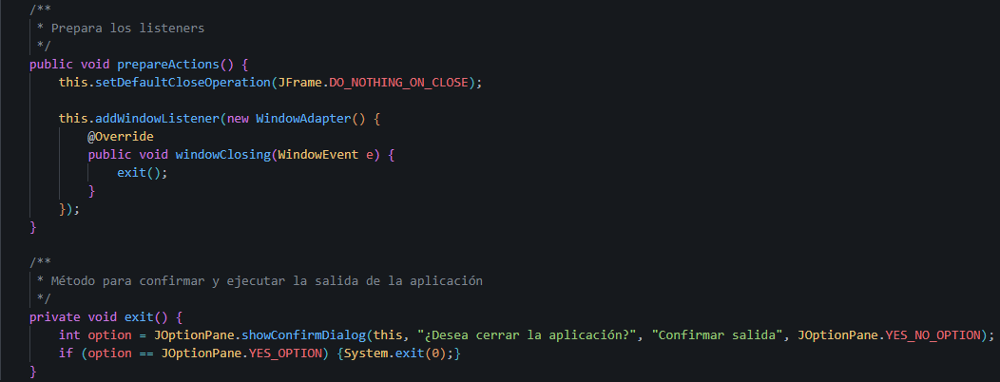 /**
 * Prepara los listeners
 */
public void prepareActions() {
    this.setDefaultCloseOperation(JFrame.DO_NOTHING_ON_CLOSE);

    this.addWindowListener(new WindowAdapter() {
        @Override
        public void windowClosing(WindowEvent e) {
            exit();
        }
    });
}

/**
 * Método para confirmar y ejecutar la salida de la aplicación
 */
private void exit() {
    int option = JOptionPane.showConfirmDialog(this, "¿Desea cerrar la aplicación?", "Confirmar salida", JOptionPane.YES_NO_OPTION);
    if (option == JOptionPane.YES_OPTION) {System.exit(0);}
}